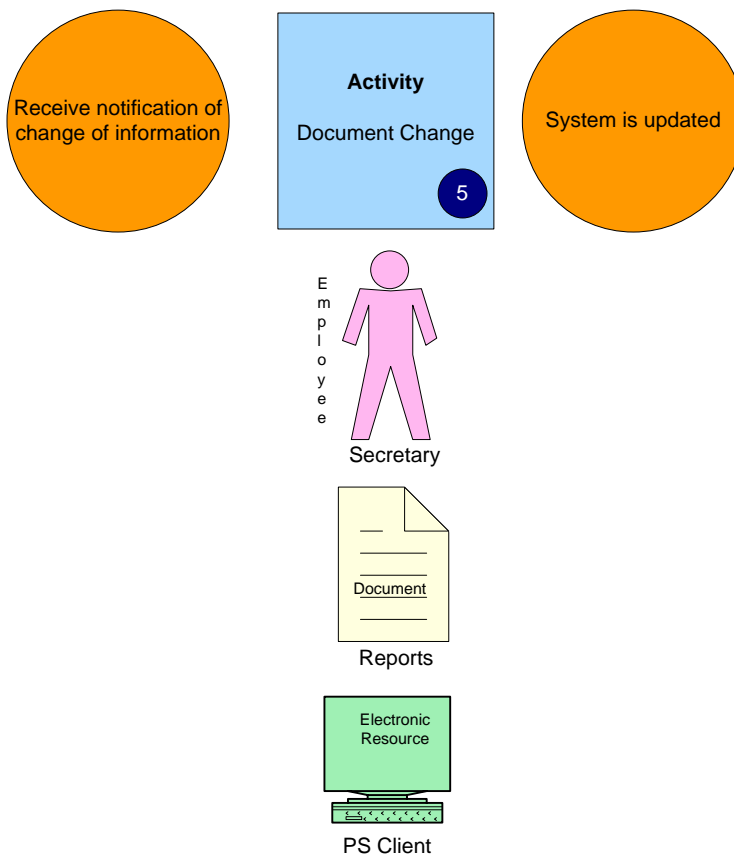 Receive notification of
change of information
Activity
Document Change
5
System is updated
Employee
Secretary
Document
Reports
Electronic
Resource
PS Client